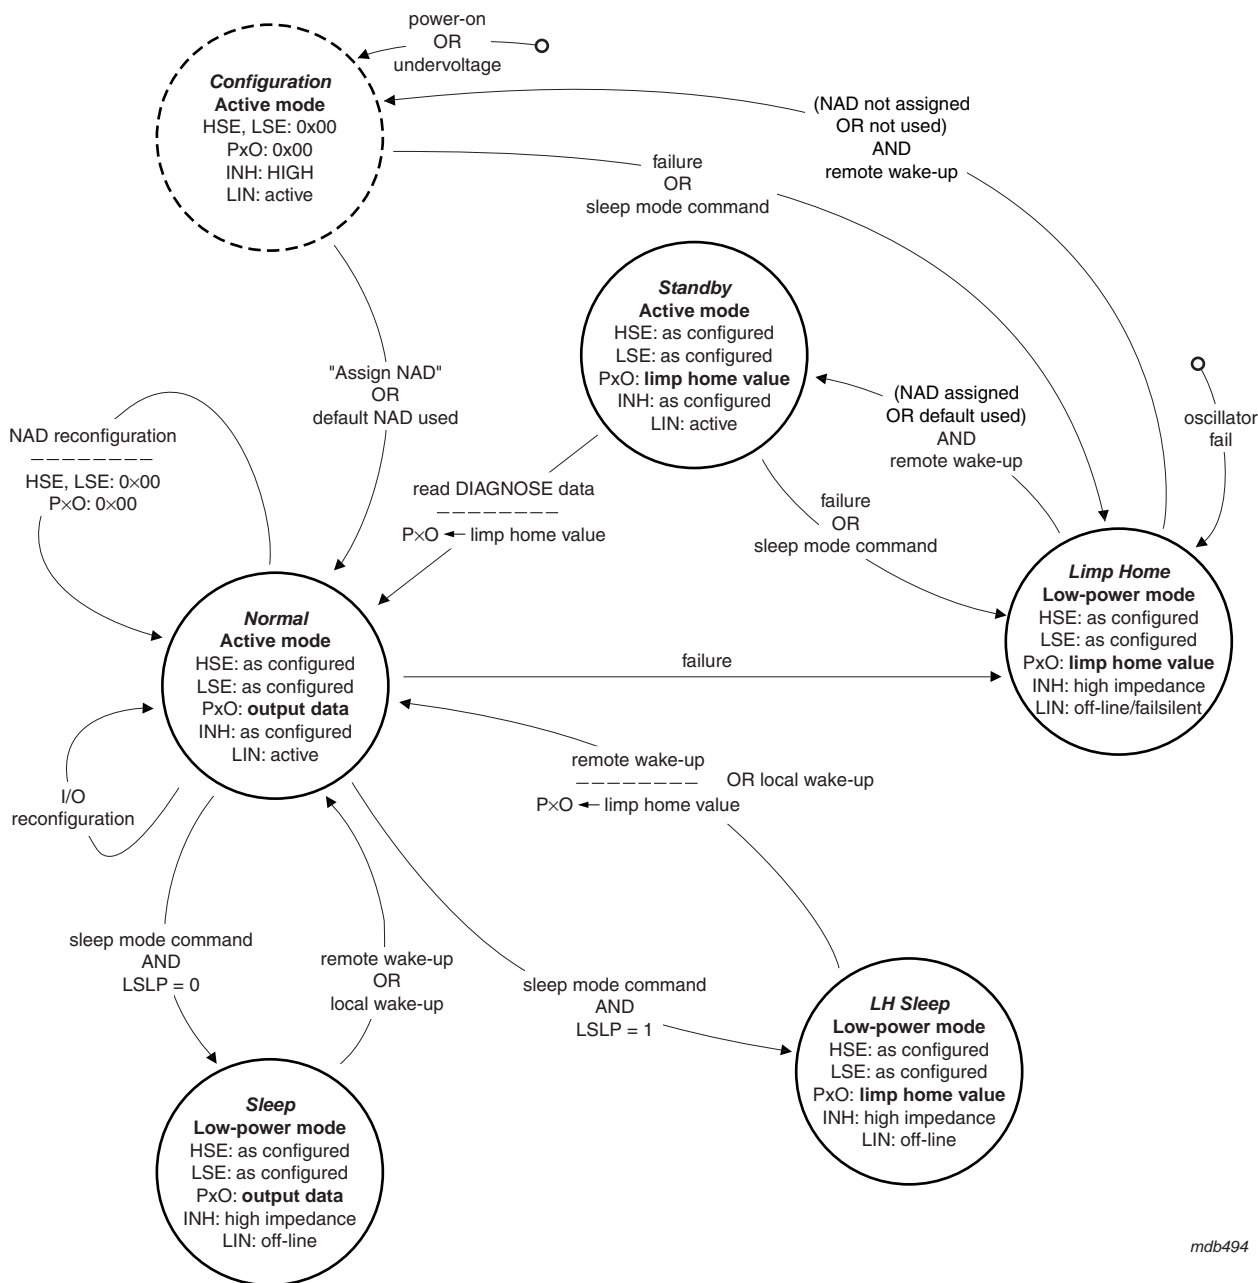 power-on
OR
undervoltage
Configuration
Active mode
HSE, LSE: 0x00
PxO: 0x00
INH: HIGH
LIN: active
(NAD not assigned
OR not used)
AND
remote wake-up
failure
OR
sleep mode command
Standby
Active mode
HSE: as configured
LSE: as configured
PxO: limp home value
INH: as configured
LIN: active
"Assign NAD"
OR
default NAD used
(NAD assigned
OR default used)
AND
remote wake-up
oscillator
fail
NAD reconfiguration
————————
HSE, LSE: 0×00
P×O: 0×00
read DIAGNOSE data
————————
P×O ← limp home value
failure
OR
sleep mode command
Limp Home
Low-power mode
HSE: as configured
LSE: as configured
PxO: limp home value
INH: high impedance
LIN: off-line/failsilent
Normal
Active mode
HSE: as configured
LSE: as configured
PxO: output data
INH: as configured
LIN: active
failure
remote wake-up
————————
OR local wake-up
P×O ← limp home value
I/O
reconfiguration
sleep mode command
AND
LSLP = 0
remote wake-up
OR
local wake-up
sleep mode command
AND
LSLP = 1
LH Sleep
Low-power mode
HSE: as configured
LSE: as configured
PxO: limp home value
INH: high impedance
LIN: off-line
Sleep
Low-power mode
HSE: as configured
LSE: as configured
PxO: output data
INH: high impedance
LIN: off-line
mdb494